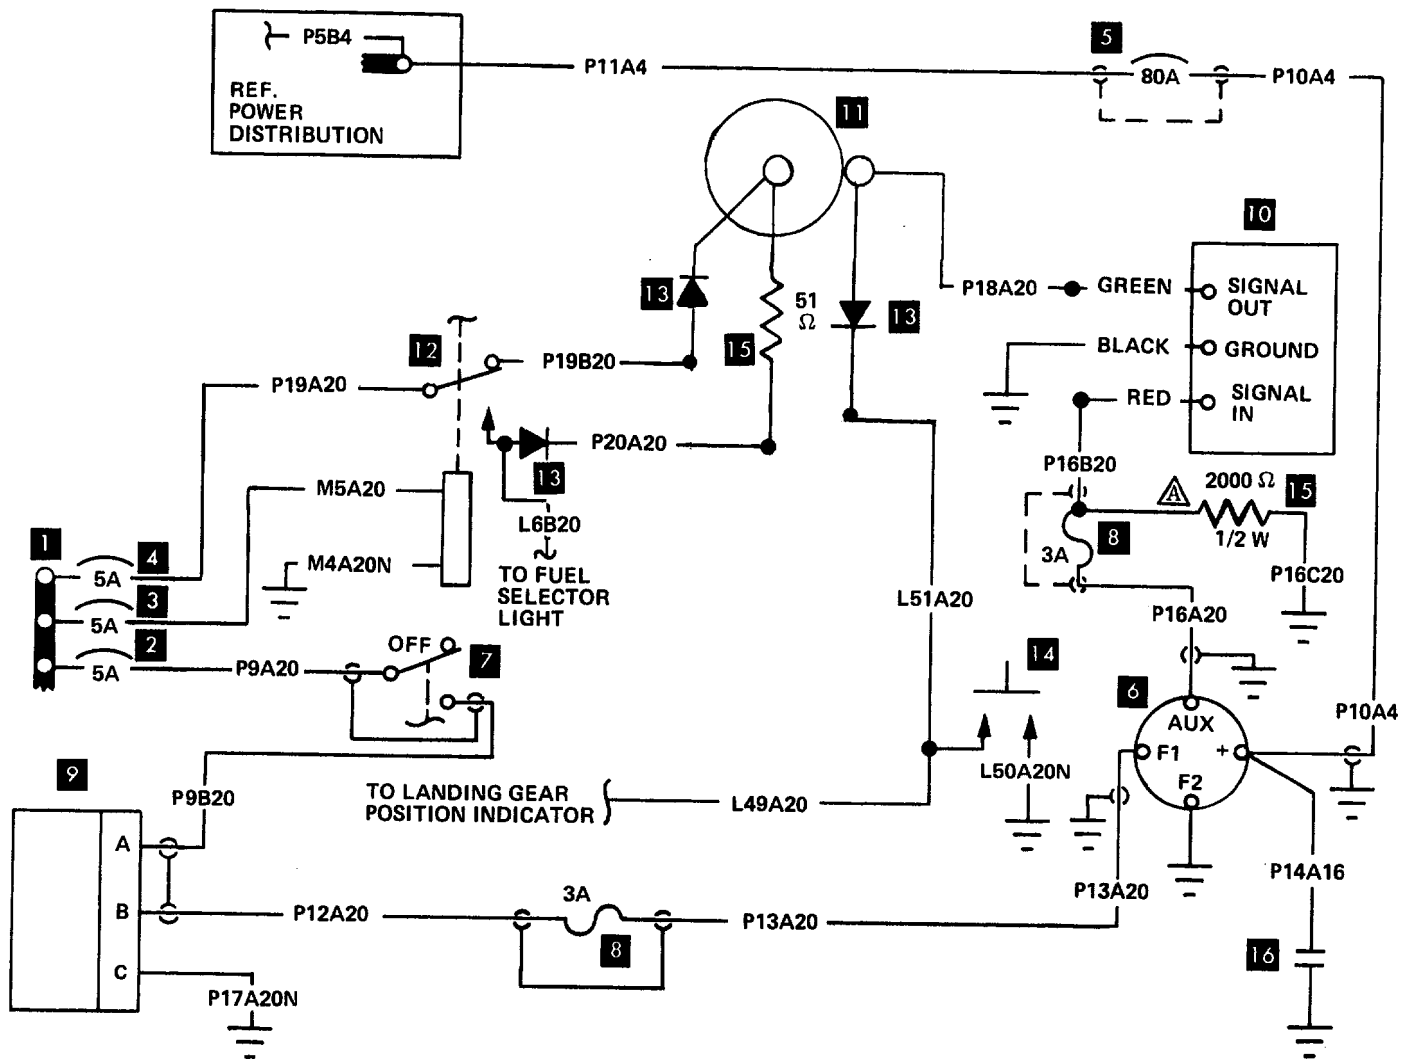 P5B4
REF.
POWER
DISTRIBUTION
P11A4
5
80A
P10A4
11
10
13
51
Ω
15
13
P18A20
GREEN
SIGNAL
OUT
BLACK
GROUND
RED
SIGNAL
IN
12
P19A20
P19B20
P20A20
13
L6B20
TO FUEL
SELECTOR
LIGHT
M5A20
M4A20N
1
4
5A
3
5A
2
5A
P9A20
OFF
7
P16B20
3A
8
A
2000 Ω
1/2 W
15
P16C20
P16A20
L51A20
14
L50A20N
6
AUX
F1
+
F2
P10A4
9
P9B20
A
B
C
TO LANDING GEAR
POSITION INDICATOR
L49A20
P12A20
3A
8
P13A20
P13A20
P14A16
16
P17A20N